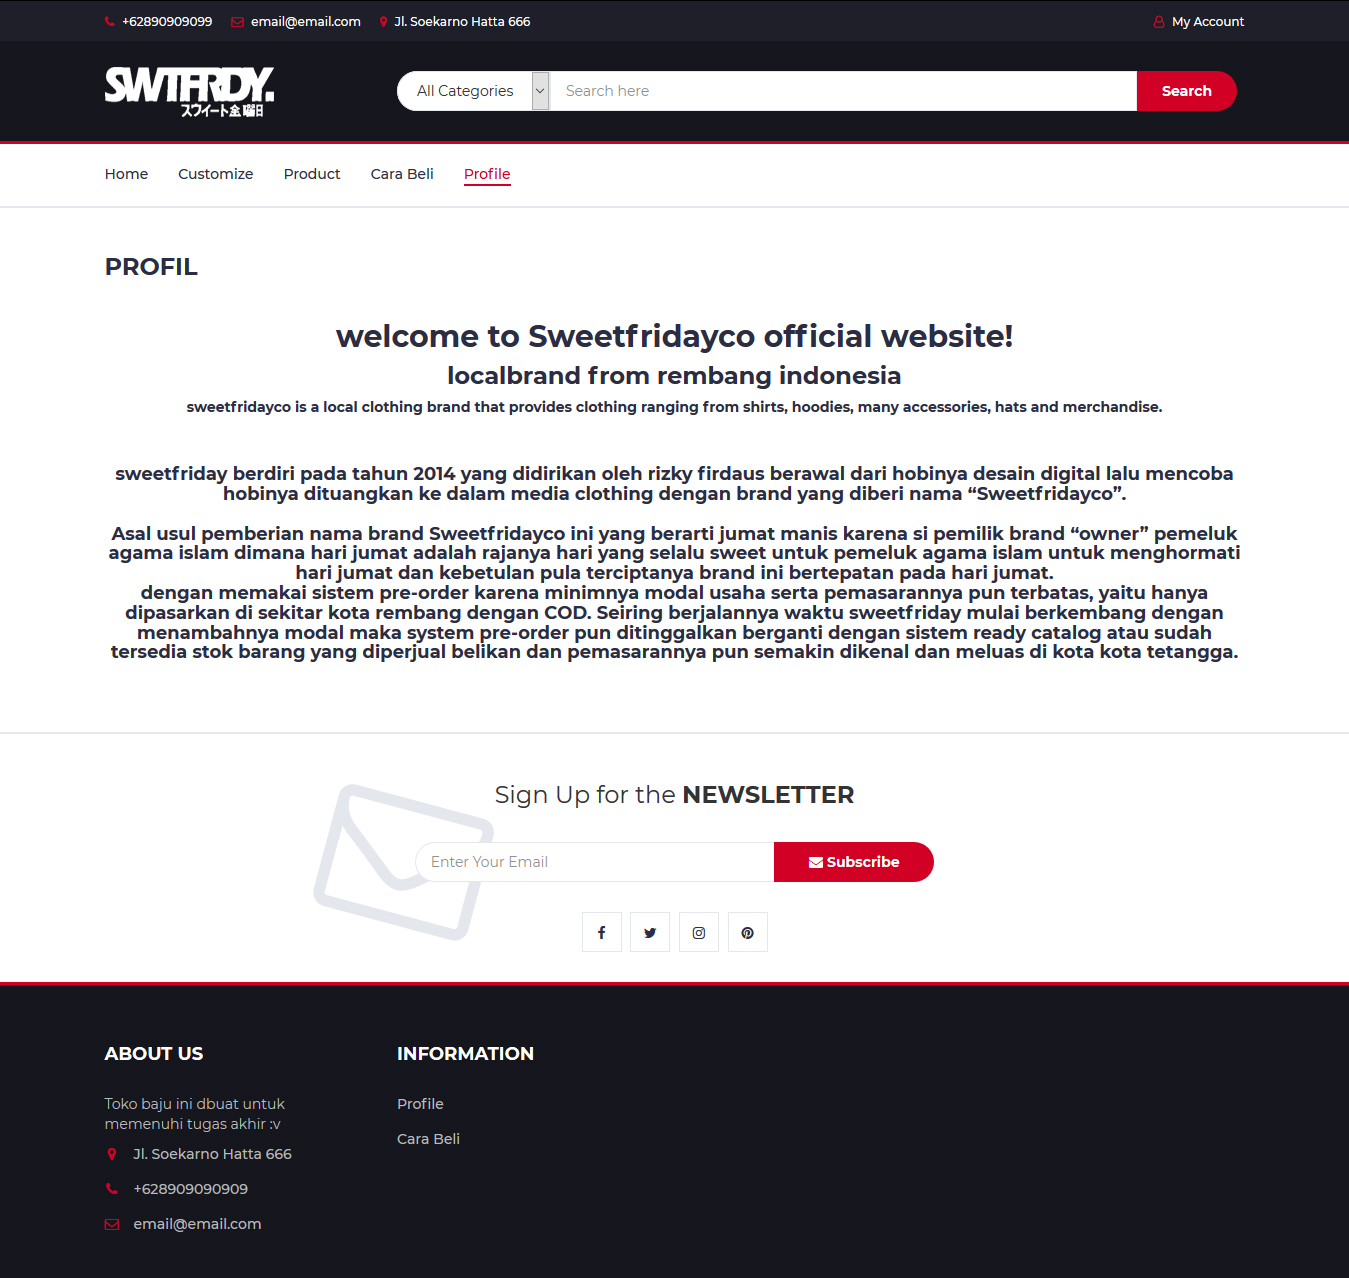 +62890909099 email@email.com Jl. Soekarno Hatta 666 My Account
SWTFRDY.
スウィート金曜日
All Categories Search here Search
Home Customize Product Cara Beli Profile
PROFIL
welcome to Sweetfridayco official website!
localbrand from rembang indonesia
sweetfridayco is a local clothing brand that provides clothing ranging from shirts, hoodies, many accessories, hats and merchandise.
sweetfriday berdiri pada tahun 2014 yang didirikan oleh rizky firdaus berawal dari hobinya desain digital lalu mencoba
hobinya dituangkan ke dalam media clothing dengan brand yang diberi nama “Sweetfridayco”.
Asal usul pemberian nama brand Sweetfridayco ini yang berarti jumat manis karena si pemilik brand “owner” pemeluk
agama islam dimana hari jumat adalah rajanya hari yang selalu sweet untuk pemeluk agama islam untuk menghormati
hari jumat dan kebetulan pula terciptanya brand ini bertepatan pada hari jumat.
dengan memakai sistem pre-order karena minimnya modal usaha serta pemasarannya pun terbatas, yaitu hanya
dipasarkan di sekitar kota rembang dengan COD. Seiring berjalannya waktu sweetfriday mulai berkembang dengan
menambahnya modal maka system pre-order pun ditinggalkan berganti dengan sistem ready catalog atau sudah
tersedia stok barang yang diperjual belikan dan pemasarannya pun semakin dikenal dan meluas di kota kota tetangga.
Sign Up for the NEWSLETTER
Enter Your Email Subscribe
ABOUT US
Toko baju ini dbuat untuk
memenuhi tugas akhir :v
Jl. Soekarno Hatta 666
+628909090909
email@email.com
INFORMATION
Profile
Cara Beli